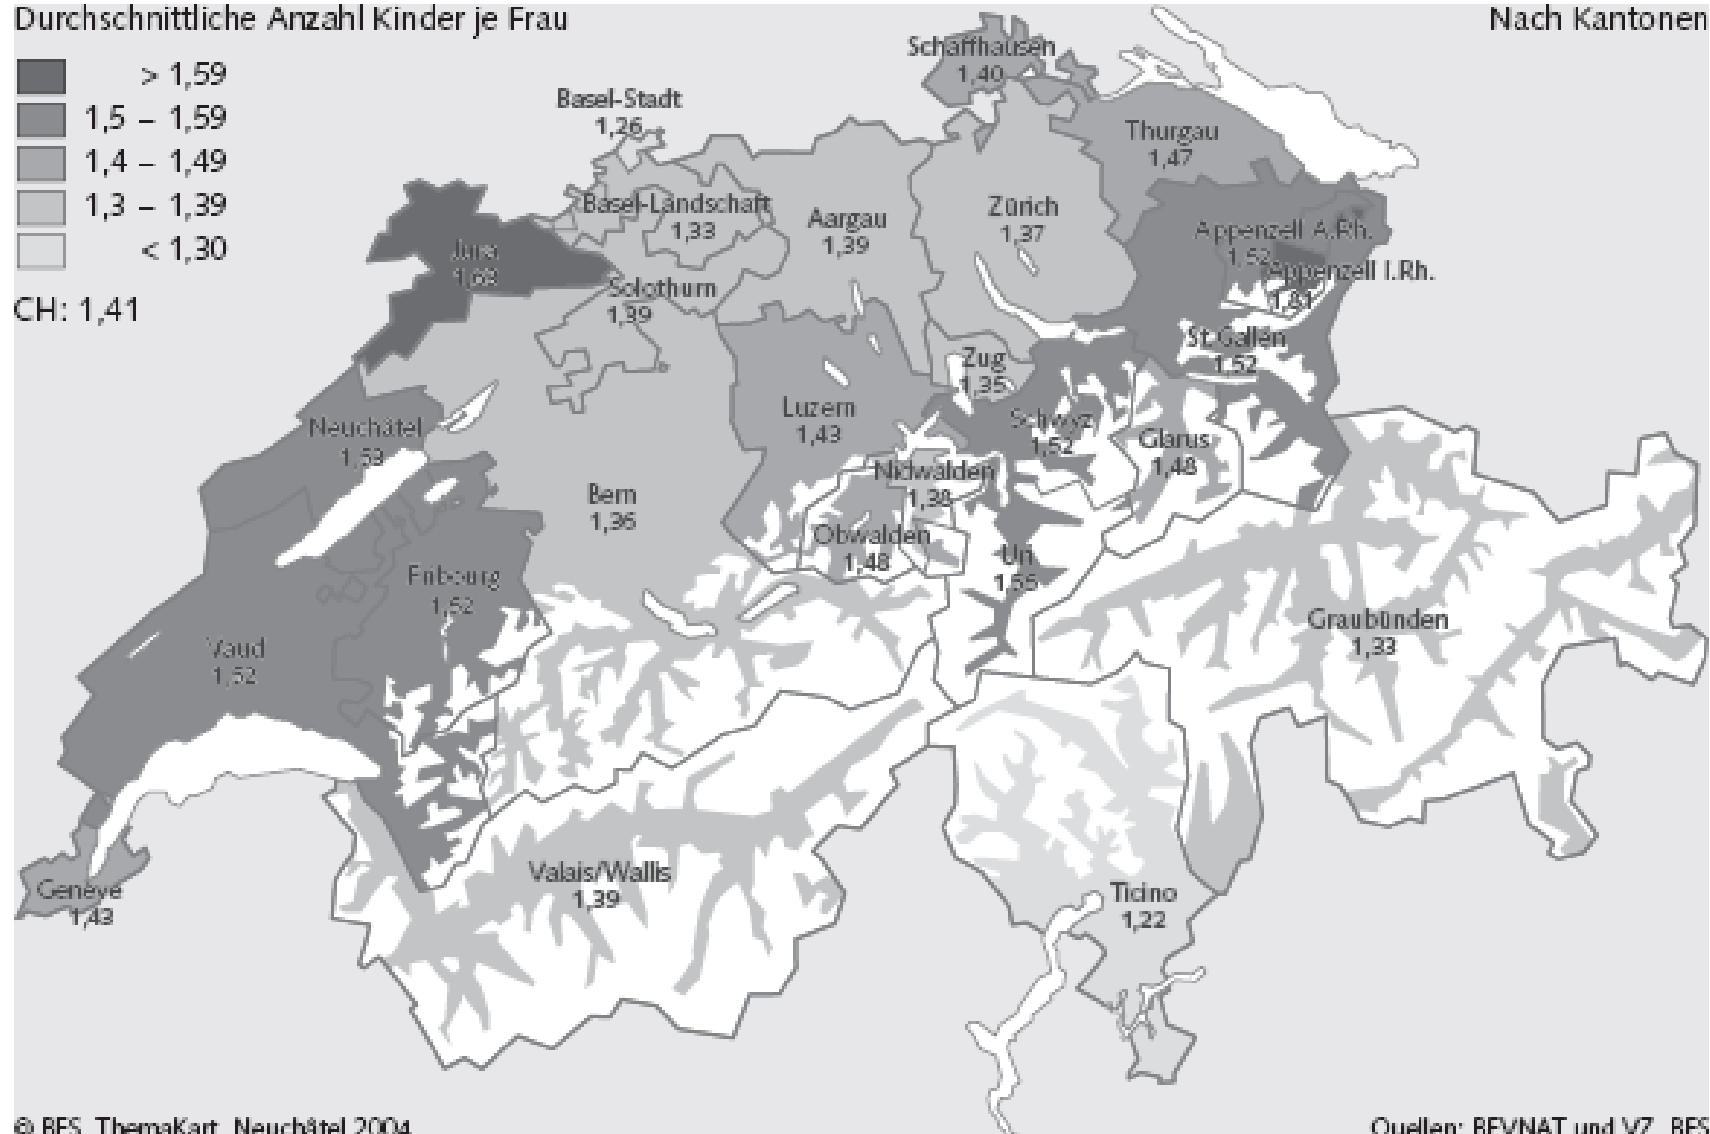 Durchschnittliche Anzahl Kinder je Frau
Nach Kantonen
> 1,59
1,5 – 1,59
1,4 – 1,49
1,3 – 1,39
< 1,30
CH: 1,41
Schaffhausen
1,40
Basel-Stadt
1,26
Thurgau
1,47
Basel-Landschaft
1,33
Aargau
1,39
Zürich
1,37
Appenzell A.Rh.
1,52
Appenzell I.Rh.
1,81
Jura
1,63
Solothurn
1,39
St.Gallen
1,52
Zug
1,35
Luzern
1,43
Schwyz
1,52
Glarus
1,48
Neuchâtel
1,53
Nidwalden
1,38
Bern
1,36
Obwalden
1,48
Uri
1,55
Fribourg
1,52
Graubünden
1,33
Vaud
1,52
Valais/Wallis
1,39
Genève
1,43
Ticino
1,22
© BFS, ThemaKart, Neuchâtel 2004
Quellen: BEVNAT und VZ, BFS